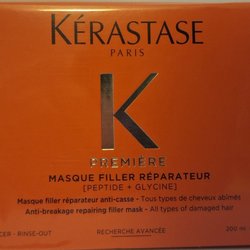 KÉRASTASE
PARIS
K
PREMIÈRE
MASQUE FILLER RÉPARATEUR
[PEPTIDE + GLYCINE]
Masque filler réparateur anti-casse - Tous types de cheveux abîmés
Anti-breakage repairing filler mask - All types of damaged hair
CER - RINSE-OUT
RECHERCHE AVANCÉE
200 ml